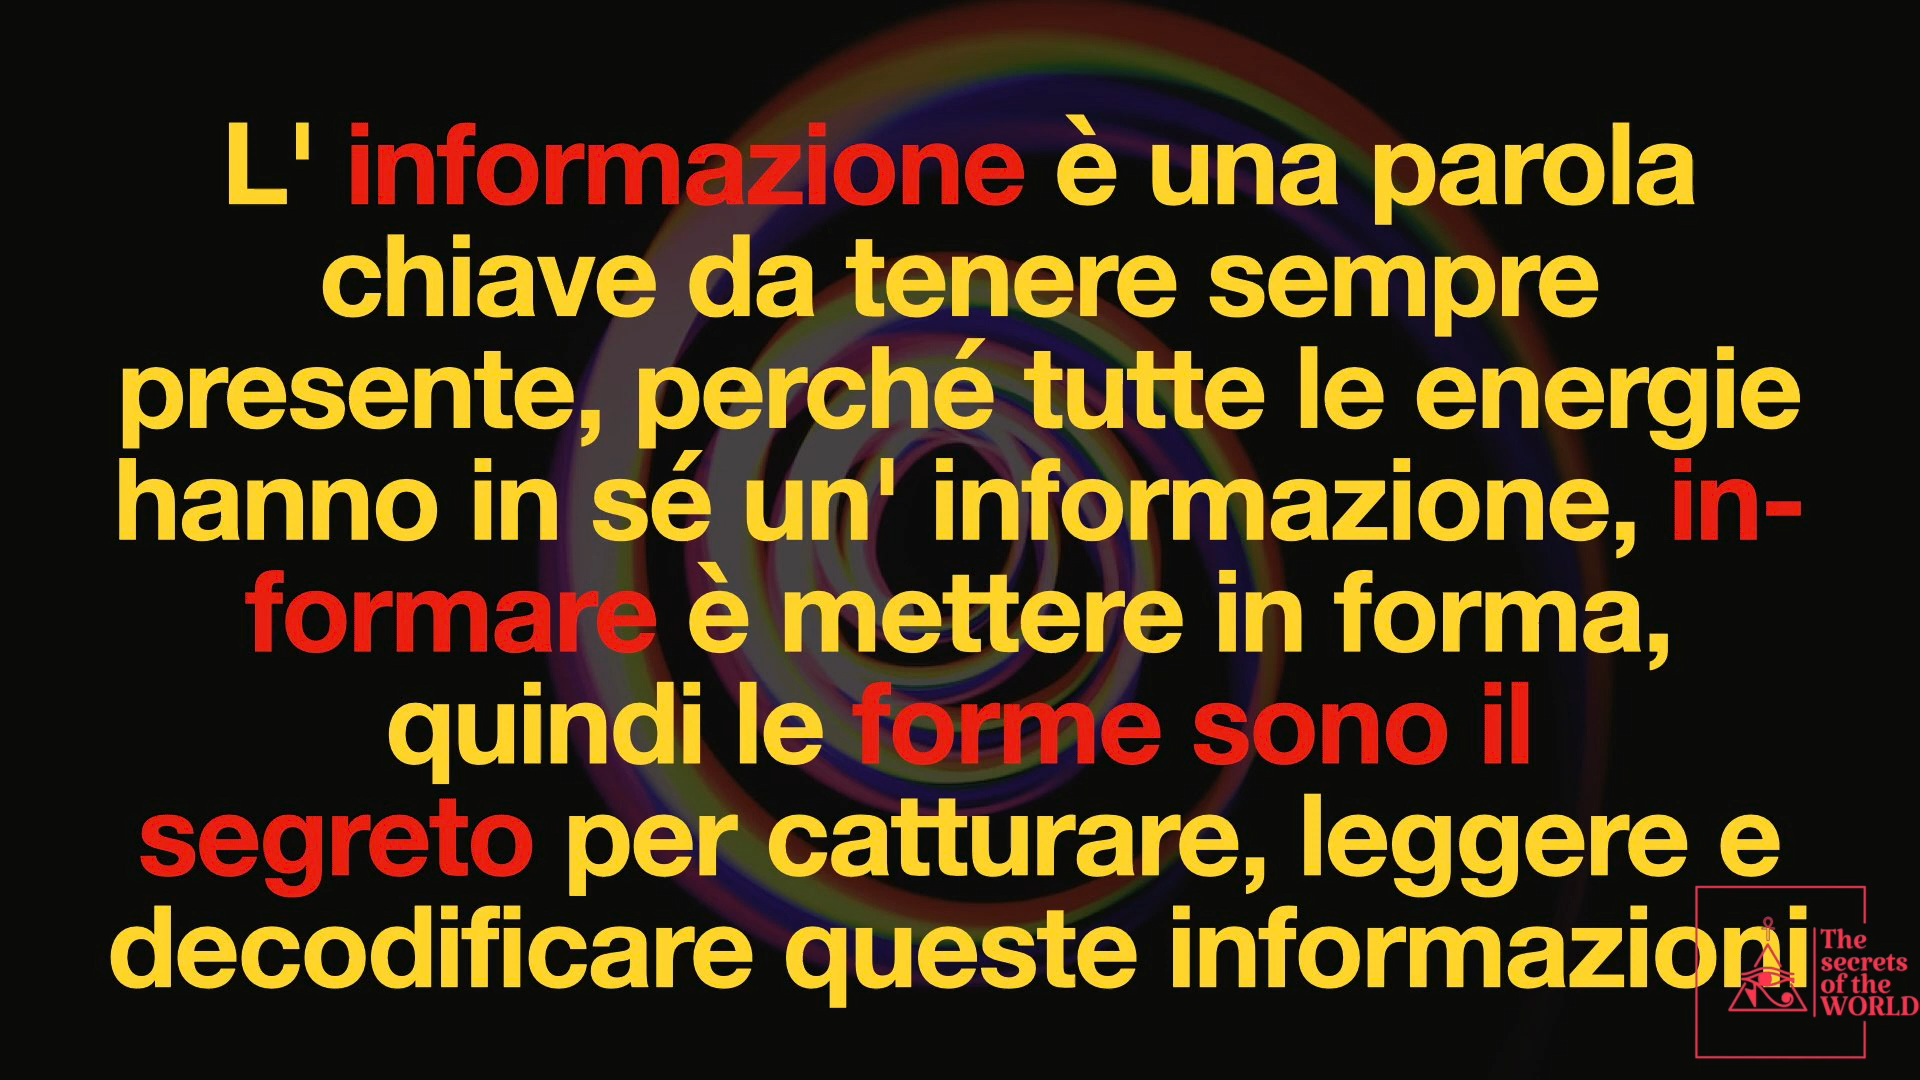 L' informazione è una parola
chiave da tenere sempre
presente, perché tutte le energie
hanno in sé un' informazione, in-
formare è mettere in forma,
quindi le forme sono il
segreto per catturare, leggere e
decodificare queste informazioni
The
secrets
of the
WORLD